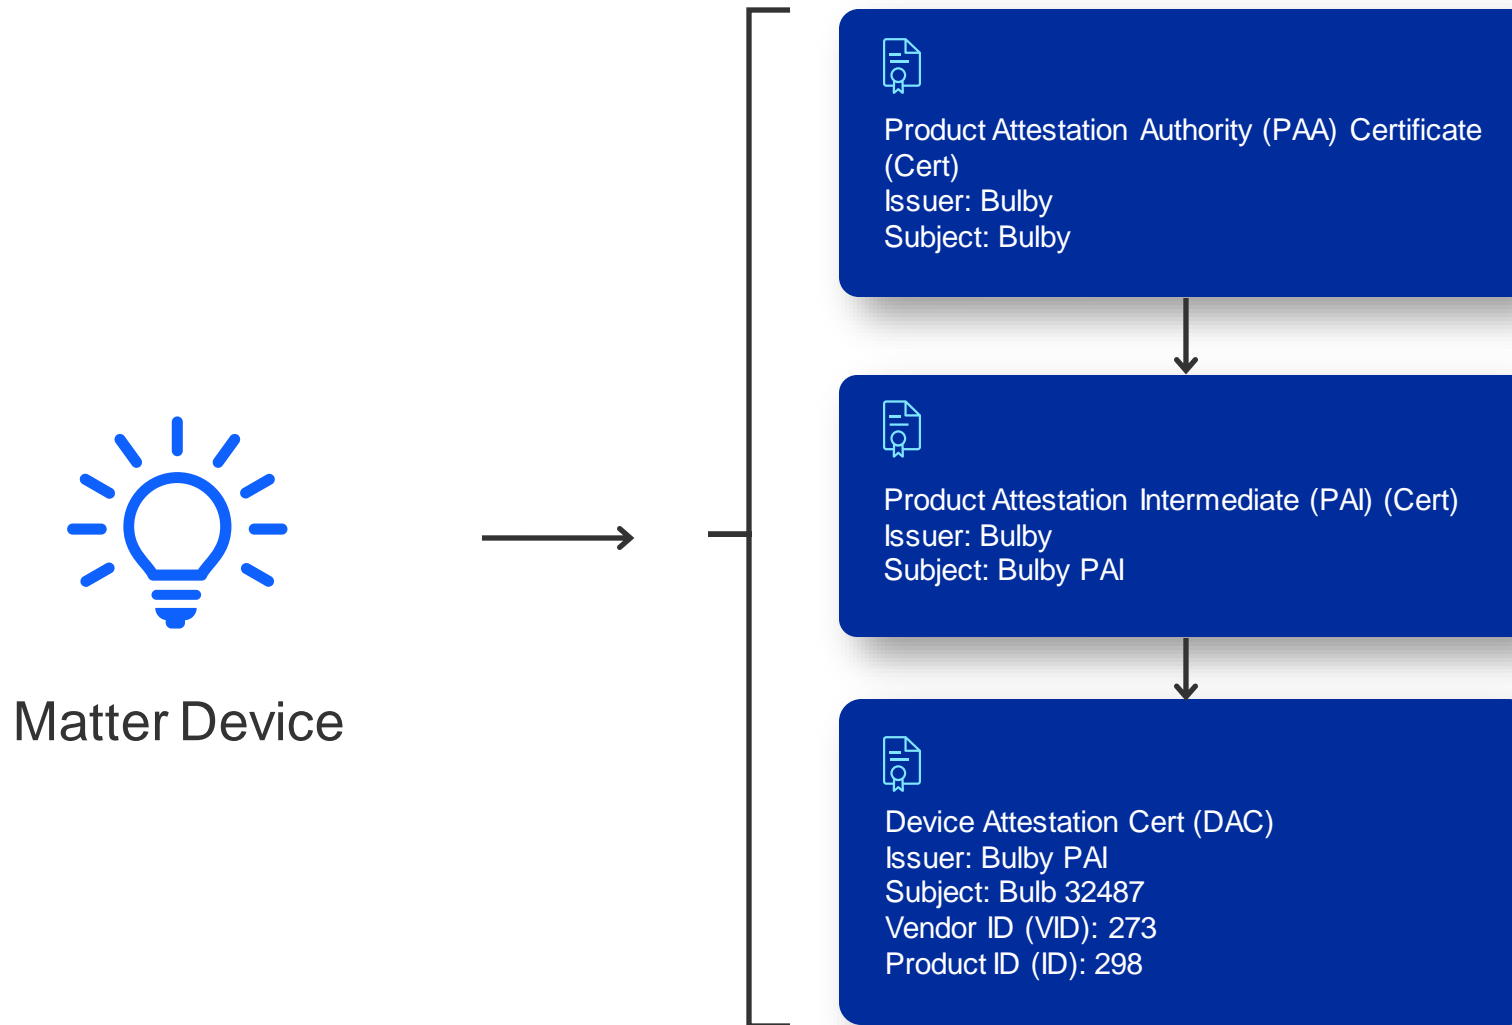 Product Attestation Authority (PAA) Certificate
(Cert)
Issuer: Bulby
Subject: Bulby
Product Attestation Intermediate (PAI) (Cert)
Issuer: Bulby
Subject: Bulby PAI
Matter Device
Device Attestation Cert (DAC)
Issuer: Bulby PAI
Subject: Bulb 32487
Vendor ID (VID): 273
Product ID (ID): 298